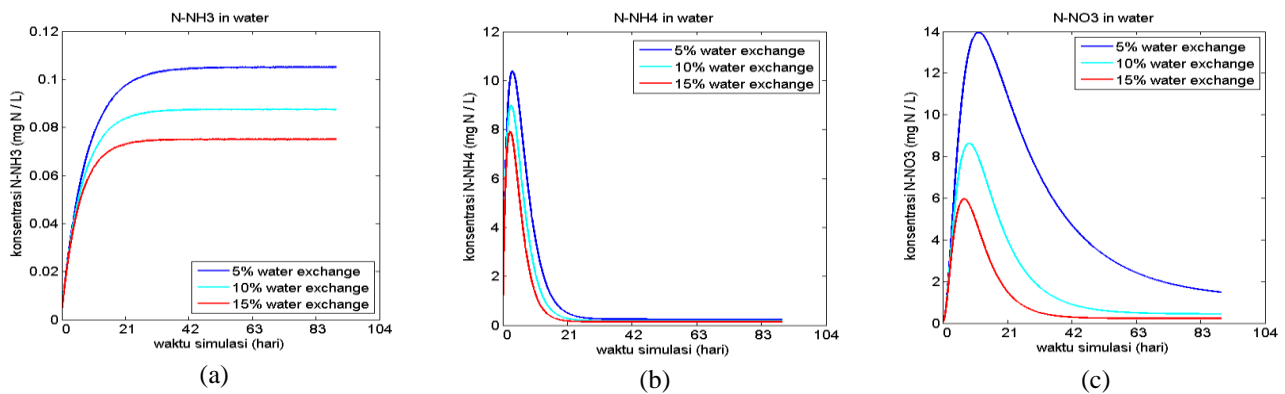 N-NH3 in water
konsentrasi N-NH3 (mg N / L)
0.12
0.1
0.08
0.06
0.04
0.02
0
5% water exchange
10% water exchange
15% water exchange
0 21 42 63 83 104
waktu simulasi (hari)
(a)
N-NH4 in water
konsentrasi N-NH4 (mg N / L)
12
10
8
6
4
2
0
5% water exchange
10% water exchange
15% water exchange
0 21 42 63 83 104
waktu simulasi (hari)
(b)
N-NO3 in water
konsentrasi N-NO3 (mg N / L)
14
12
10
8
6
4
2
0
5% water exchange
10% water exchange
15% water exchange
0 21 42 63 83 104
waktu simulasi (hari)
(c)